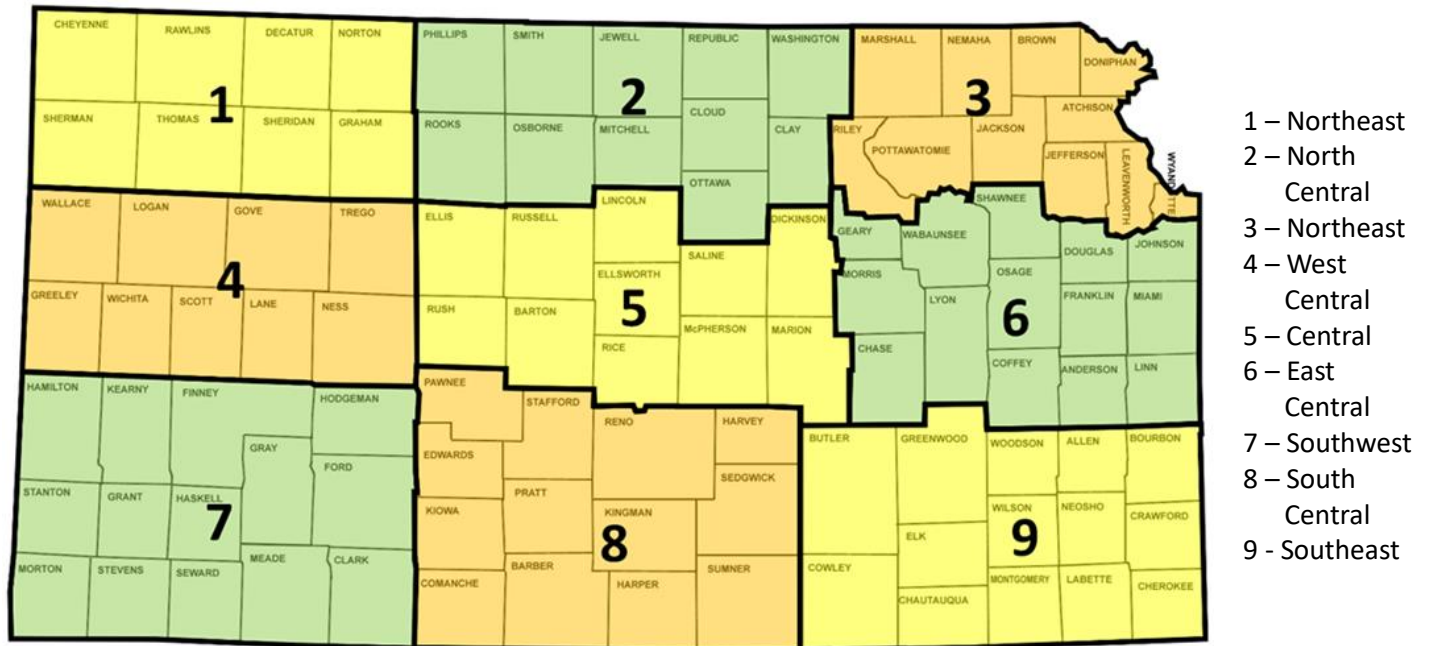 CHEYENNE
RAWLINS
DECATUR
NORTON
PHILLIPS
SMITH
JEWELL
REPUBLIC
WASHINGTON
MARSHALL
NEMAHA
BROWN
DONIPHAN
1
2
3
SHERMAN
THOMAS
SHERIDAN
GRAHAM
ROOKS
OSBORNE
MITCHELL
CLOUD
CLAY
OTTAWA
RILEY
POTTAWATOMIE
JACKSON
ATCHISON
JEFFERSON
LEAVENWORTH
WYANDOTTE
WALLACE
LOGAN
GOVE
TREGO
ELLIS
RUSSELL
LINCOLN
DICKINSON
SALINE
GEARY
WABAUNSEE
SHAWNEE
DOUGLAS
JOHNSON
4
5
6
GREELEY
WICHITA
SCOTT
LANE
NESS
RUSH
BARTON
ELLSWORTH
RICE
McPHERSON
MARION
MORRIS
LYON
OSAGE
FRANKLIN
MIAMI
CHASE
COFFEY
ANDERSON
LINN
HAMILTON
KEARNY
FINNEY
HODGEMAN
GRAY
FORD
PAWNEE
STAFFORD
RENO
HARVEY
EDWARDS
SEDGWICK
BUTLER
GREENWOOD
WOODSON
ALLEN
BOURBON
STANTON
GRANT
HASKELL
7
KIOWA
PRATT
KINGMAN
8
ELK
WILSON
NEOSHO
CRAWFORD
9
MORTON
STEVENS
SEWARD
MEADE
CLARK
COMANCHE
BARBER
HARPER
SUMNER
COWLEY
CHAUTAUQUA
MONTGOMERY
LABETTE
CHEROKEE
1 – Northeast
2 – North
Central
3 – Northeast
4 – West
Central
5 – Central
6 – East
Central
7 – Southwest
8 – South
Central
9 - Southeast